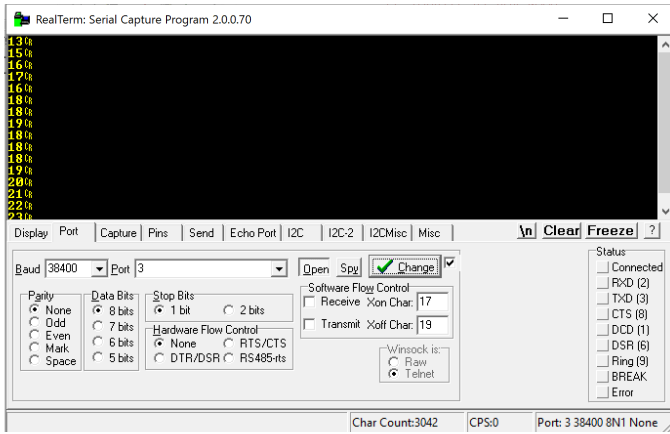 RealTerm: Serial Capture Program 2.0.0.70
13CR
15CR
16CR
17CR
16CR
18CR
18CR
18CR
18CR
18CR
19CR
20CR
21CR
22CR
23CR
Display Port Capture Pins Send Echo Port I2C I2C-2 I2CMisc Misc \n Clear Freeze ?
Baud 38400 Port 3 Open Spy Change
Parity
None
Odd
Even
Mark
Space
Data Bits
8 bits
7 bits
6 bits
5 bits
Stop Bits
1 bit 2 bits
Hardware Flow Control
None RTS/CTS
DTR/DSR RS485-rts
Software Flow Control
Receive Xon Char: 17
Transmit Xoff Char: 19
Winsock is:
Raw
Telnet
Status
Connected
RXD (2)
TXD (3)
CTS (8)
DCD (1)
DSR (6)
Ring (9)
BREAK
Error
Char Count:3042 CPS:0 Port: 3 38400 8N1 None